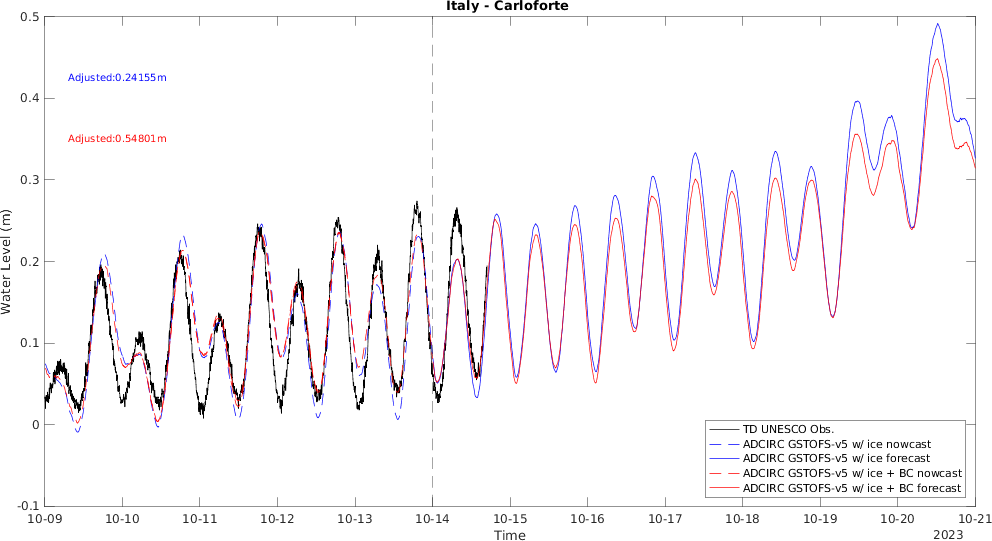 Italy - Carloforte
0.5
0.4
0.3
0.2
0.1
0
-0.1
Water Level (m)
Adjusted:0.24155m
Adjusted:0.54801m
TD UNESCO Obs.
ADCIRC GSTOFS-v5 w/ ice nowcast
ADCIRC GSTOFS-v5 w/ ice forecast
ADCIRC GSTOFS-v5 w/ ice + BC nowcast
ADCIRC GSTOFS-v5 w/ ice + BC forecast
10-09 10-10 10-11 10-12 10-13 10-14 10-15 10-16 10-17 10-18 10-19 10-20 10-21
Time
2023